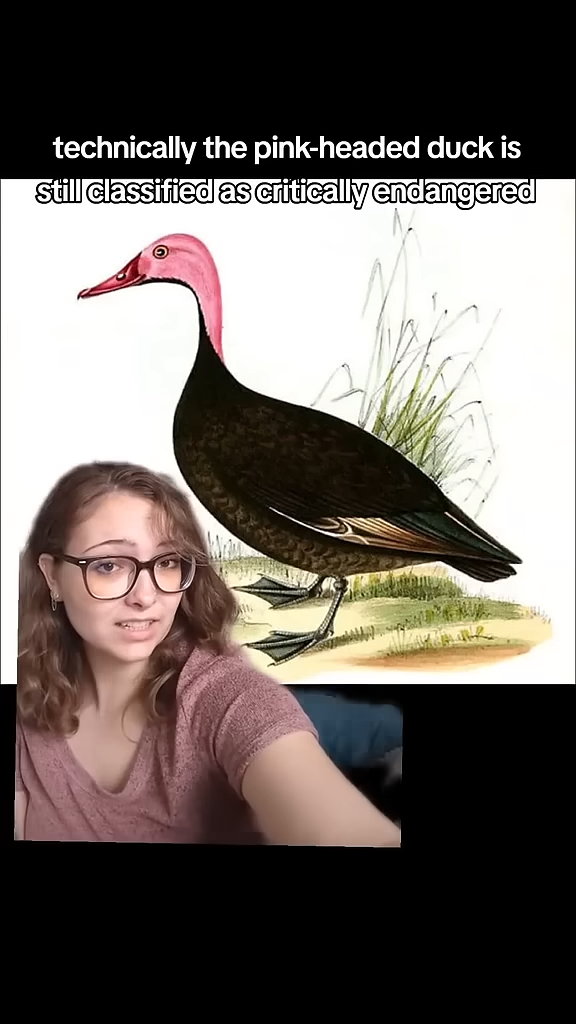 technically the pink-headed duck is
still classified as critically endangered